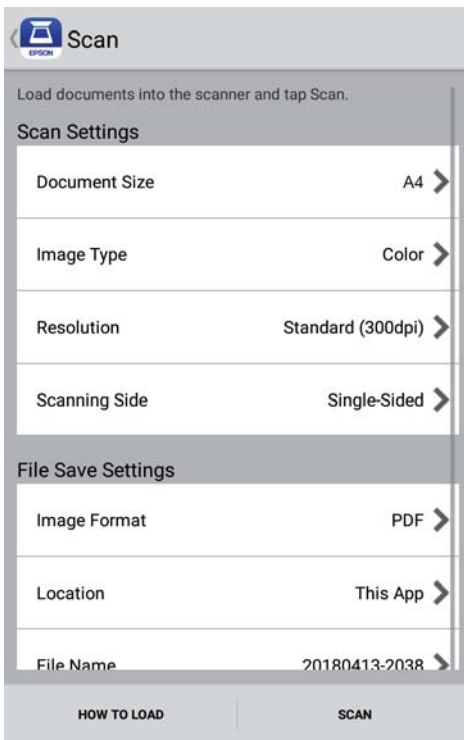 EPSON
Scan
Load documents into the scanner and tap Scan.
Scan Settings
Document Size A4
Image Type Color
Resolution Standard (300dpi)
Scanning Side Single-Sided
File Save Settings
Image Format PDF
Location This App
File Name 20180413-2038
HOW TO LOAD SCAN